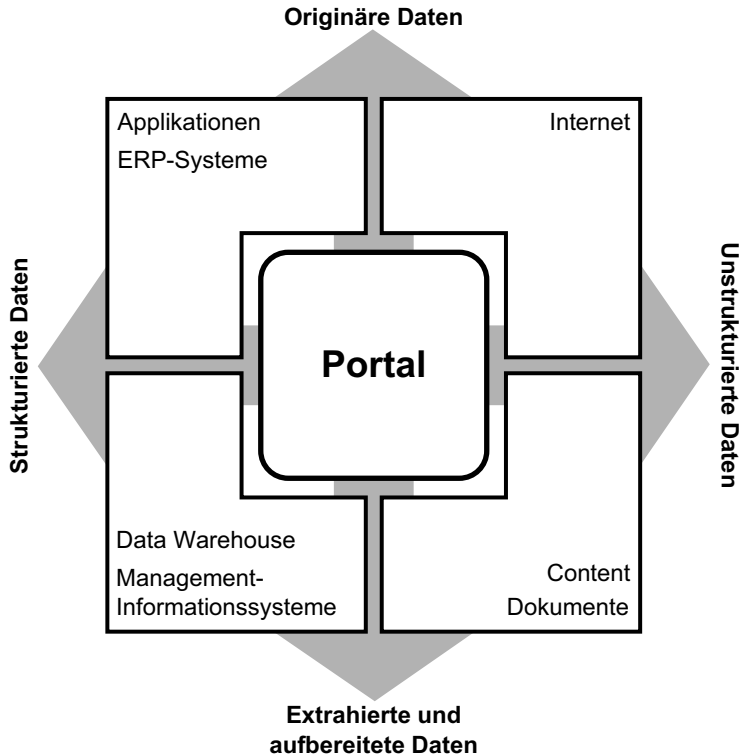 Originäre Daten
Applikationen
ERP-Systeme
Internet
Strukturierte Daten
Portal
Unstrukturierte Daten
Data Warehouse
Management-
Informationssysteme
Content
Dokumente
Extrahierte und
aufbereitete Daten